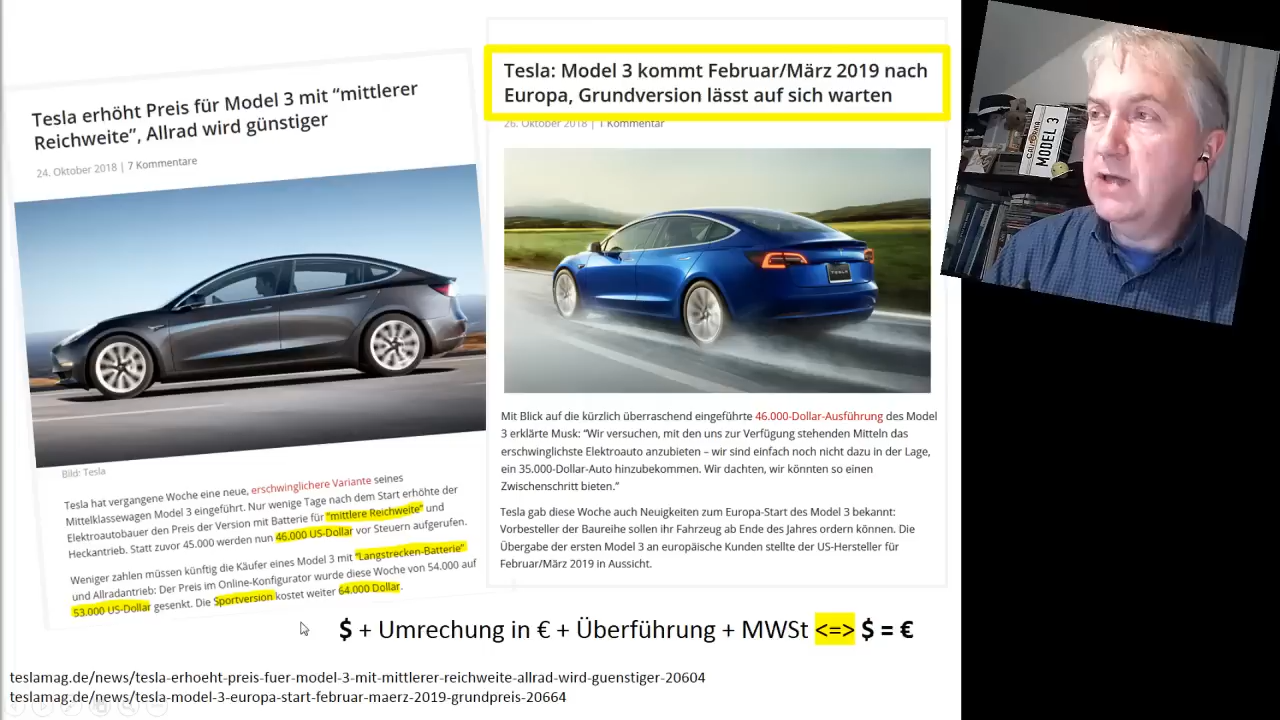 Tesla erhöht Preis für Model 3 mit “mittlerer
Reichweite”, Allrad wird günstiger
24. Oktober 2018 | 7 Kommentare
Bild: Tesla
Tesla hat vergangene Woche eine neue, erschwinglichere Variante seines
Mittelklassewagen Model 3 eingeführt. Nur wenige Tage nach dem Start erhöhte der
Elektroautobauer den Preis der Version mit Batterie für "mittlere Reichweite" und
Heckantrieb. Statt zuvor 45.000 werden nun 46.000 US-Dollar vor Steuern aufgerufen.
Weniger zahlen müssen künftig die Käufer eines Model 3 mit "Langstrecken-Batterie"
und Allradantrieb: Der Preis im Online-Konfigurator wurde diese Woche von 54.000 auf
53.000 US-Dollar gesenkt. Die Sportversion kostet weiter 64.000 Dollar.
Tesla: Model 3 kommt Februar/März 2019 nach
Europa, Grundversion lässt auf sich warten
26. Oktober 2018 | 1 Kommentar
TESLA
Mit Blick auf die kürzlich überraschend eingeführte 46.000-Dollar-Ausführung des Model
3 erklärte Musk: “Wir versuchen, mit den uns zur Verfügung stehenden Mitteln das
erschwinglichste Elektroauto anzubieten – wir sind einfach noch nicht dazu in der Lage,
ein 35.000-Dollar-Auto hinzubekommen. Wir dachten, wir könnten so einen
Zwischenschritt bieten.”
Tesla gab diese Woche auch Neuigkeiten zum Europa-Start des Model 3 bekannt:
Vorbesteller der Baureihe sollen ihr Fahrzeug ab Ende des Jahres ordern können. Die
Übergabe der ersten Model 3 an europäische Kunden stellte der US-Hersteller für
Februar/März 2019 in Aussicht.
CALIFORNIA
MODEL 3
$ + Umrechung in € + Überführung + MWSt <=> $ = €
teslamag.de/news/tesla-erhoeht-preis-fuer-model-3-mit-mittlerer-reichweite-allrad-wird-guenstiger-20604
teslamag.de/news/tesla-model-3-europa-start-februar-maerz-2019-grundpreis-20664